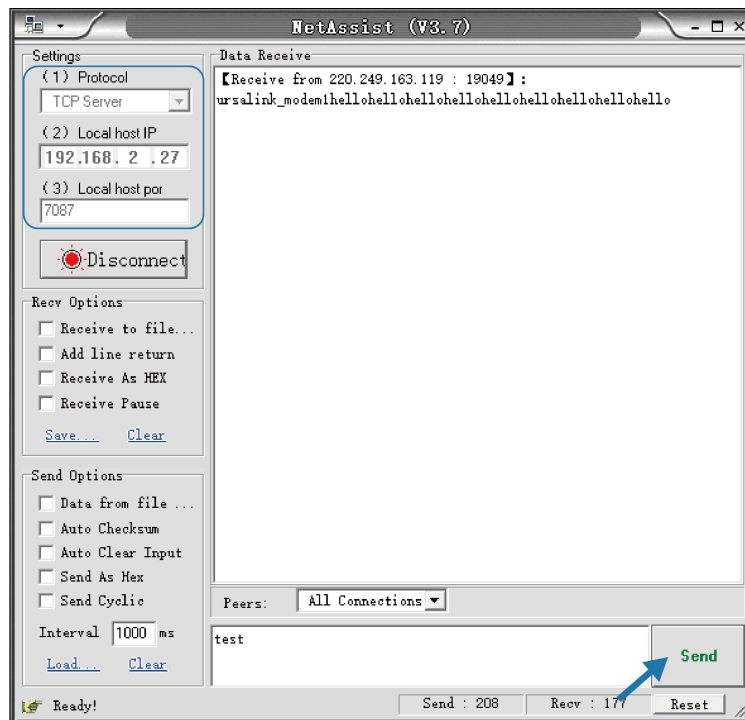 NetAssist (V3.7)
Settings
(1) Protocol
TCP Server
(2) Local host IP
192.168. 2 .27
(3) Local host por
7087
Disconnect
Recv Options
Receive to file...
Add line return
Receive As HEX
Receive Pause
Save... Clear
Send Options
Data from file ...
Auto Checksum
Auto Clear Input
Send As Hex
Send Cyclic
Interval 1000 ms
Load... Clear
Data Receive
【Receive from 220.249.163.119 : 19049】:
ursalink_modem1hellohellohellohellohellohellohellohellohello
Peers: All Connections
test
Send
Ready!
Send : 208 Recv : 177 Reset